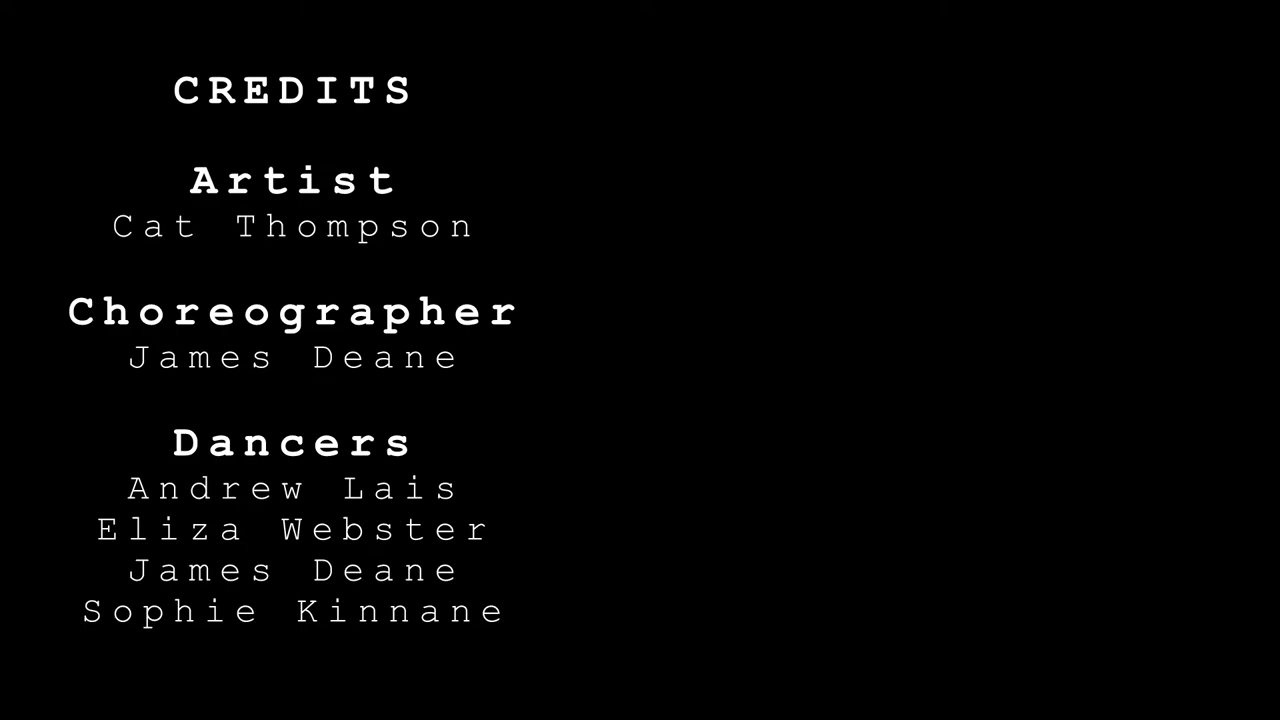 CREDITS
Artist
Cat Thompson
Choreographer
James Deane
Dancers
Andrew Lais
Eliza Webster
James Deane
Sophie Kinnane